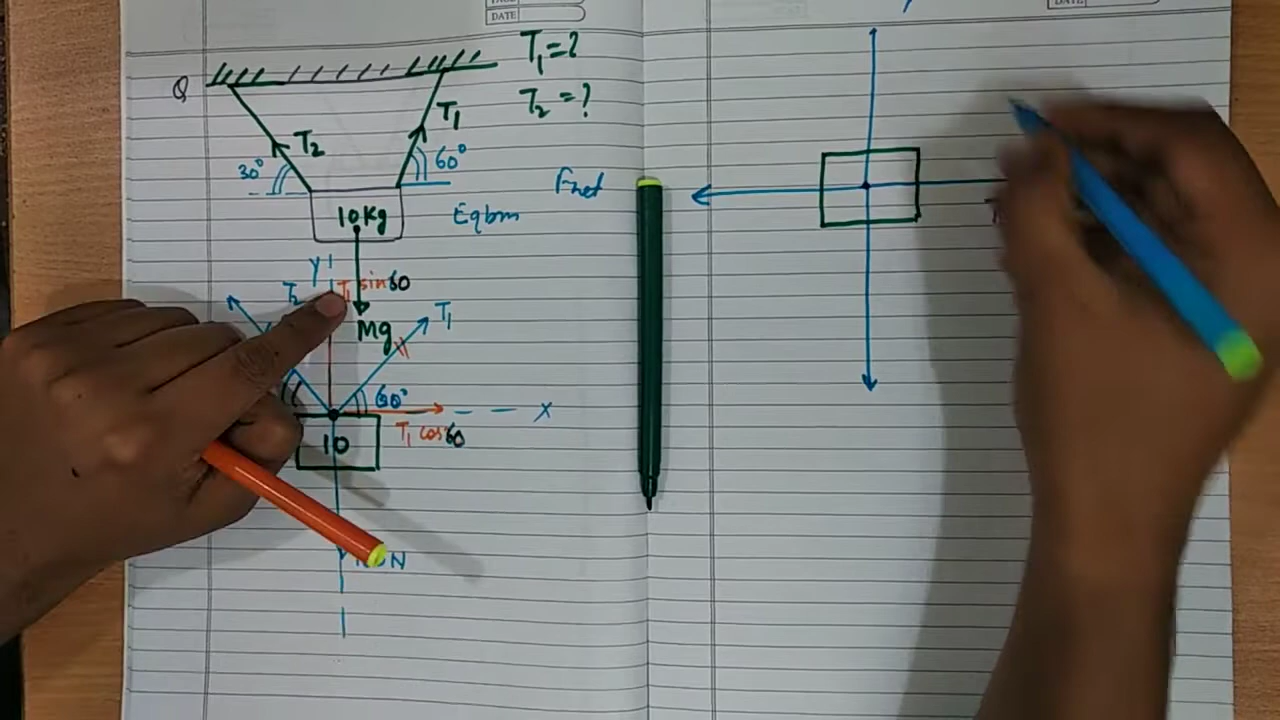 DATE
DATE
Q
T₁=?
T₂=?
T₂
T₁
30°
60°
10Kg
Fnet
Eqbm
Y
T₂
T₁ sin60
Mg
T₁
60°
X
10
T₁ cos60
N